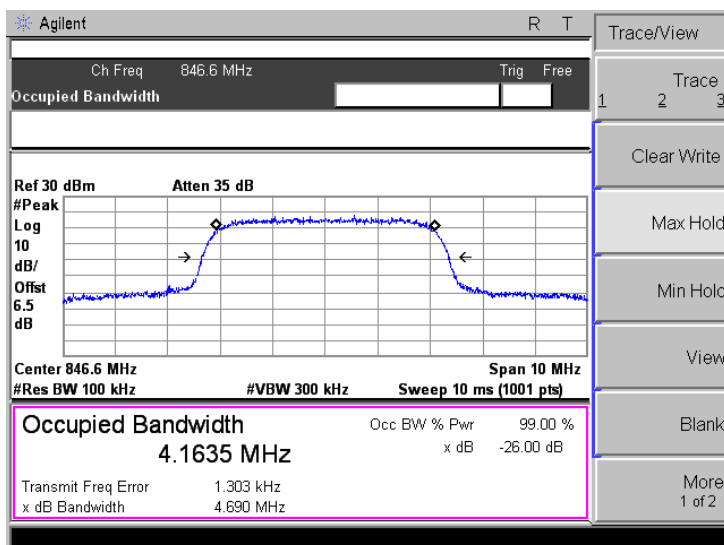 Agilent R T
Ch Freq 846.6 MHz Trig Free
Occupied Bandwidth
Ref 30 dBm Atten 35 dB
#Peak
Log
10
dB/
Offst
6.5
dB
Center 846.6 MHz Span 10 MHz
#Res BW 100 kHz #VBW 300 kHz Sweep 10 ms (1001 pts)
Occupied Bandwidth
4.1635 MHz
Occ BW % Pwr 99.00 %
x dB -26.00 dB
Transmit Freq Error 1.303 kHz
x dB Bandwidth 4.690 MHz
Trace/View
Trace
1 2 3
Clear Write
Max Hold
Min Hold
View
Blank
More
1 of 2